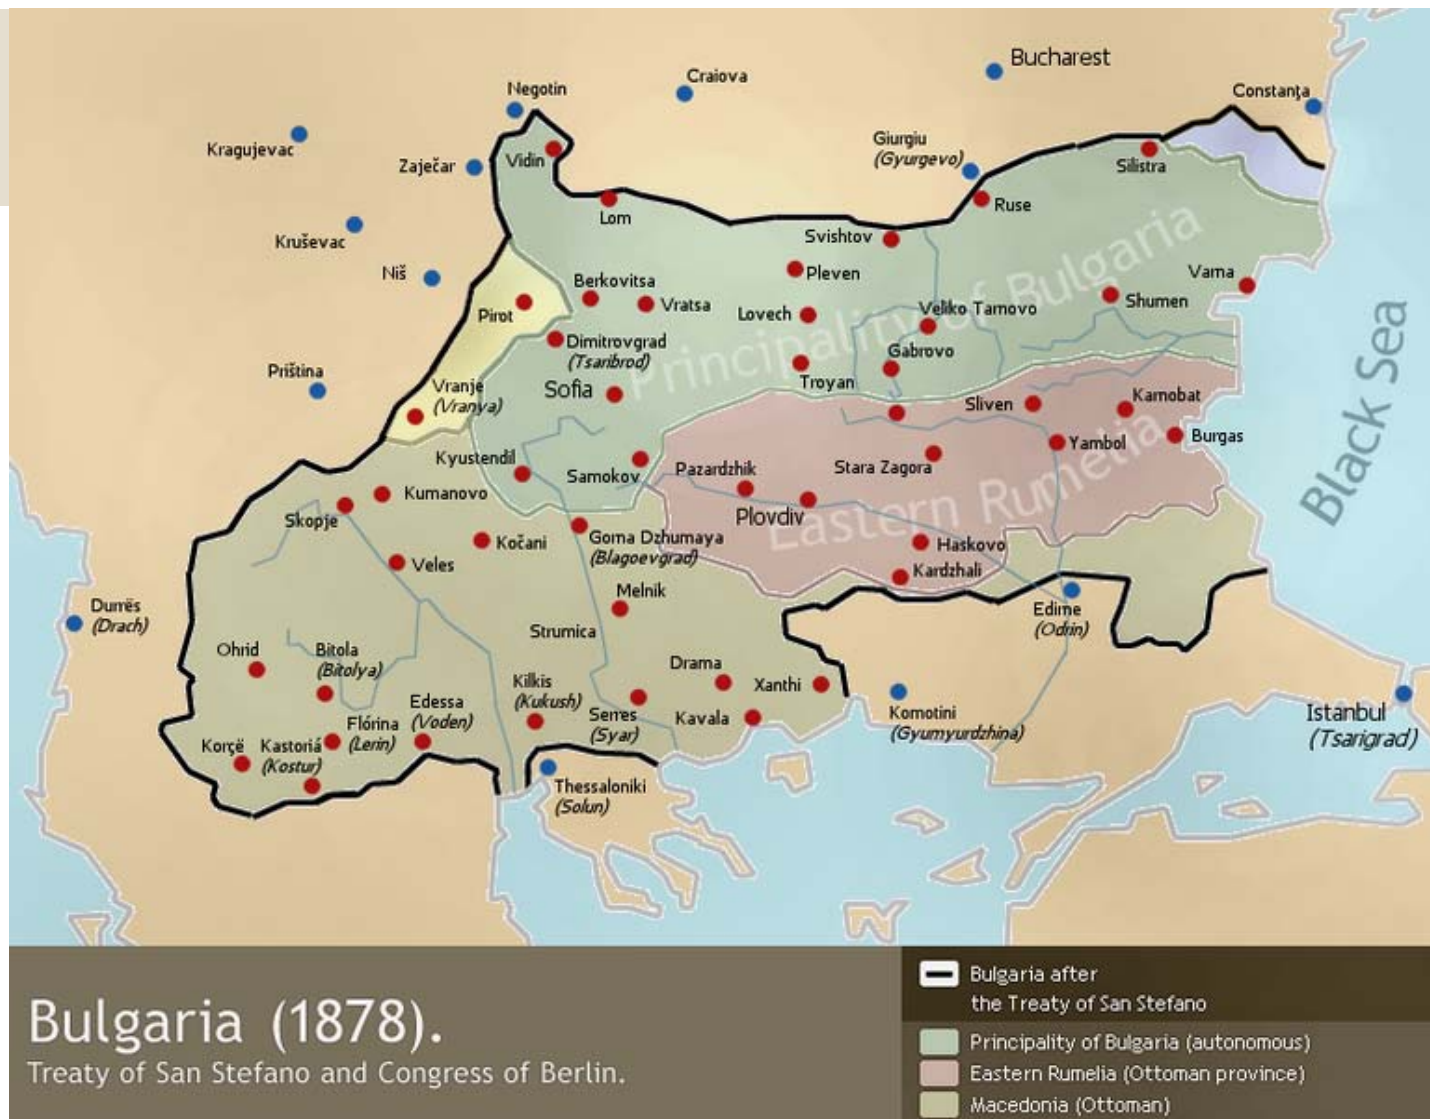 Bucharest
Craiova
Negotin
Constanţa
Kragujevac
Giurgiu
(Gyurgevo)
Zaječar
Vidin
Silistra
Lom
Ruse
Kruševac
Svishtov
Niš
Berkovitsa
Pleven
Varna
Vratsa
Shumen
Pirot
Lovech
Veliko Tarnovo
Dimitrovgrad
(Tsaribrod)
Principality of Bulgaria
Gabrovo
Priština
Vranje
(Vranya)
Sofia
Troyan
Sliven
Karnobat
Black Sea
Yambol
Burgas
Kyustendil
Samokov
Pazardzhik
Stara Zagora
Kumanovo
Skopje
Plovdiv
Eastern Rumelia
Kočani
Gorna Dzhumaya
(Blagoevgrad)
Haskovo
Veles
Kardzhali
Melnik
Durrës
(Drach)
Edirne
(Odrin)
Strumica
Ohrid
Bitola
(Bitolya)
Drama
Xanthi
Kilkis
(Kukush)
Edessa
(Voden)
Serres
(Syar)
Kavala
Komotini
(Gyumyurdzhina)
Istanbul
(Tsarigrad)
Flórina
(Lerin)
Korçë
Kastoriá
(Kostur)
Thessaloniki
(Solun)
Bulgaria (1878).
Treaty of San Stefano and Congress of Berlin.
Bulgaria after
the Treaty of San Stefano
Principality of Bulgaria (autonomous)
Eastern Rumelia (Ottoman province)
Macedonia (Ottoman)